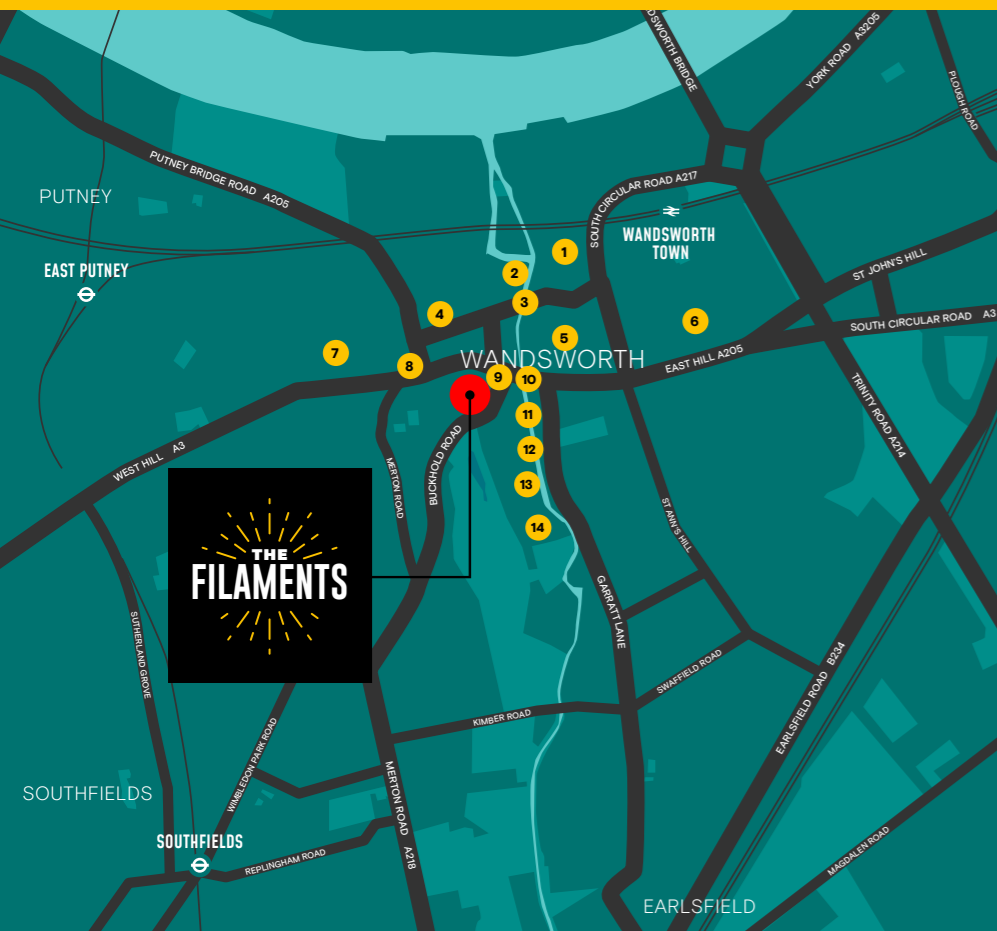 DSWORTH BRIDGE
YORK ROAD A3205
PLOUGH ROAD
PUTNEY BRIDGE ROAD A205
PUTNEY
SOUTH CIRCULAR ROAD A217
WANDSWORTH
TOWN
EAST PUTNEY
1
2
3
4
5
6
7
8
ST JOHN'S HILL
SOUTH CIRCULAR ROAD A3
WANDSWORTH
EAST HILL A205
9
10
11
12
13
14
TRINITY ROAD A214
WEST HILL A3
MERTON ROAD
BUCKHOLD ROAD
ST ANN'S HILL
THE
FILAMENTS
GARRATT LANE
SUTHERLAND GROVE
SWAFFIELD ROAD
EARLSFIELD ROAD B234
KIMBER ROAD
WIMBLEDON PARK ROAD
SOUTHFIELDS
MERTON ROAD A218
SOUTHFIELDS
REPLINGHAM ROAD
MAGDALEN ROAD
EARLSFIELD